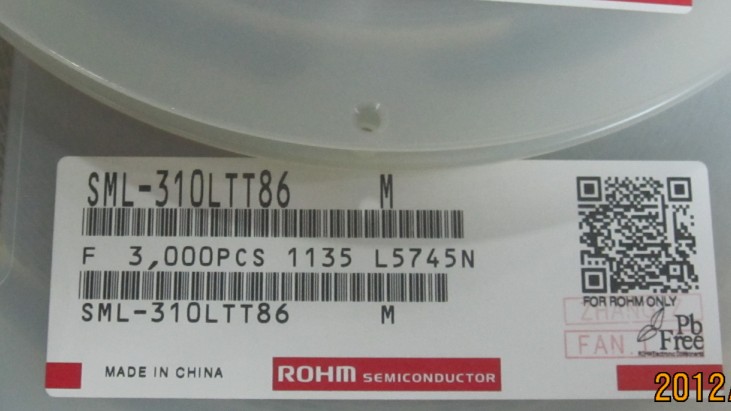 SML-310LTT86 M
F 3,000PCS 1135 L5745N
SML-310LTT86 M
FOR ROHM ONLY
ZHANG
FAN
Pb
Free
MADE IN CHINA
ROHM SEMICONDUCTOR
2012